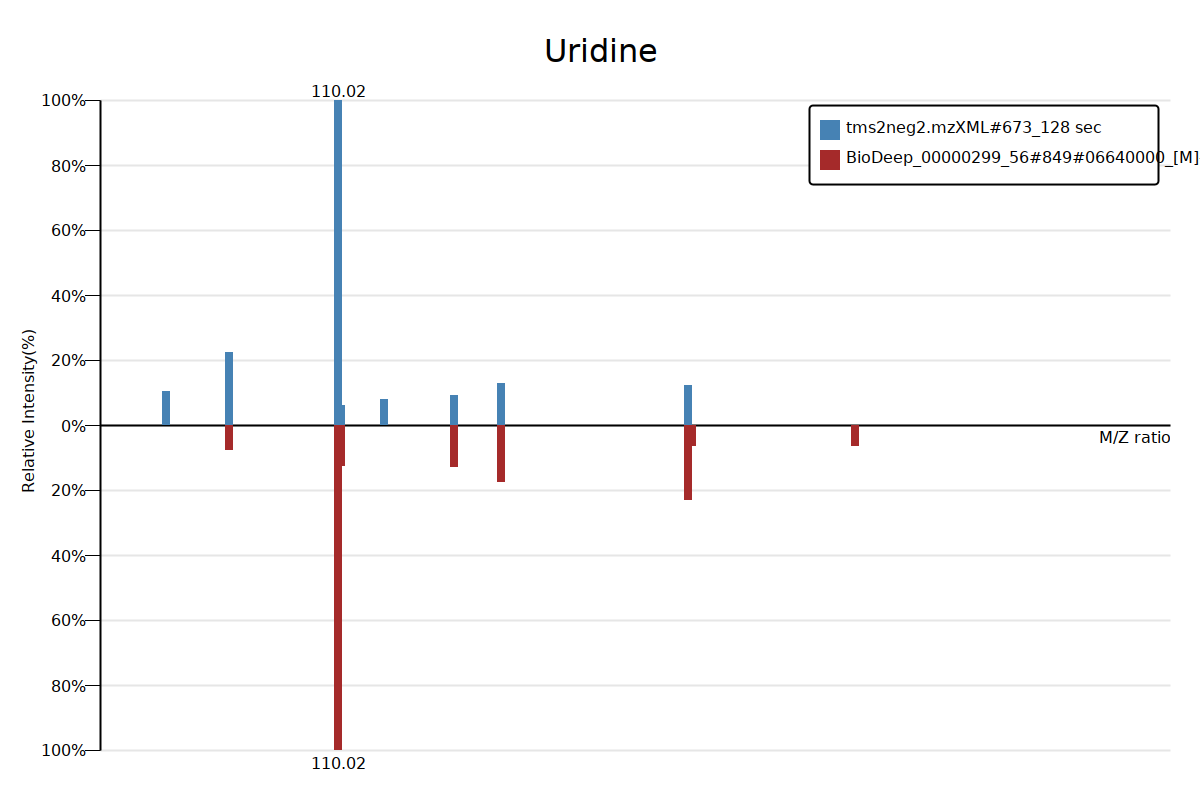 Uridine
110.02
tms2neg2.mzXML#673_128 sec
BioDeep_00000299_56#849#06640000_[M]
100%
80%
60%
40%
20%
0%
20%
40%
60%
80%
100%
Relative Intensity(%)
M/Z ratio
110.02